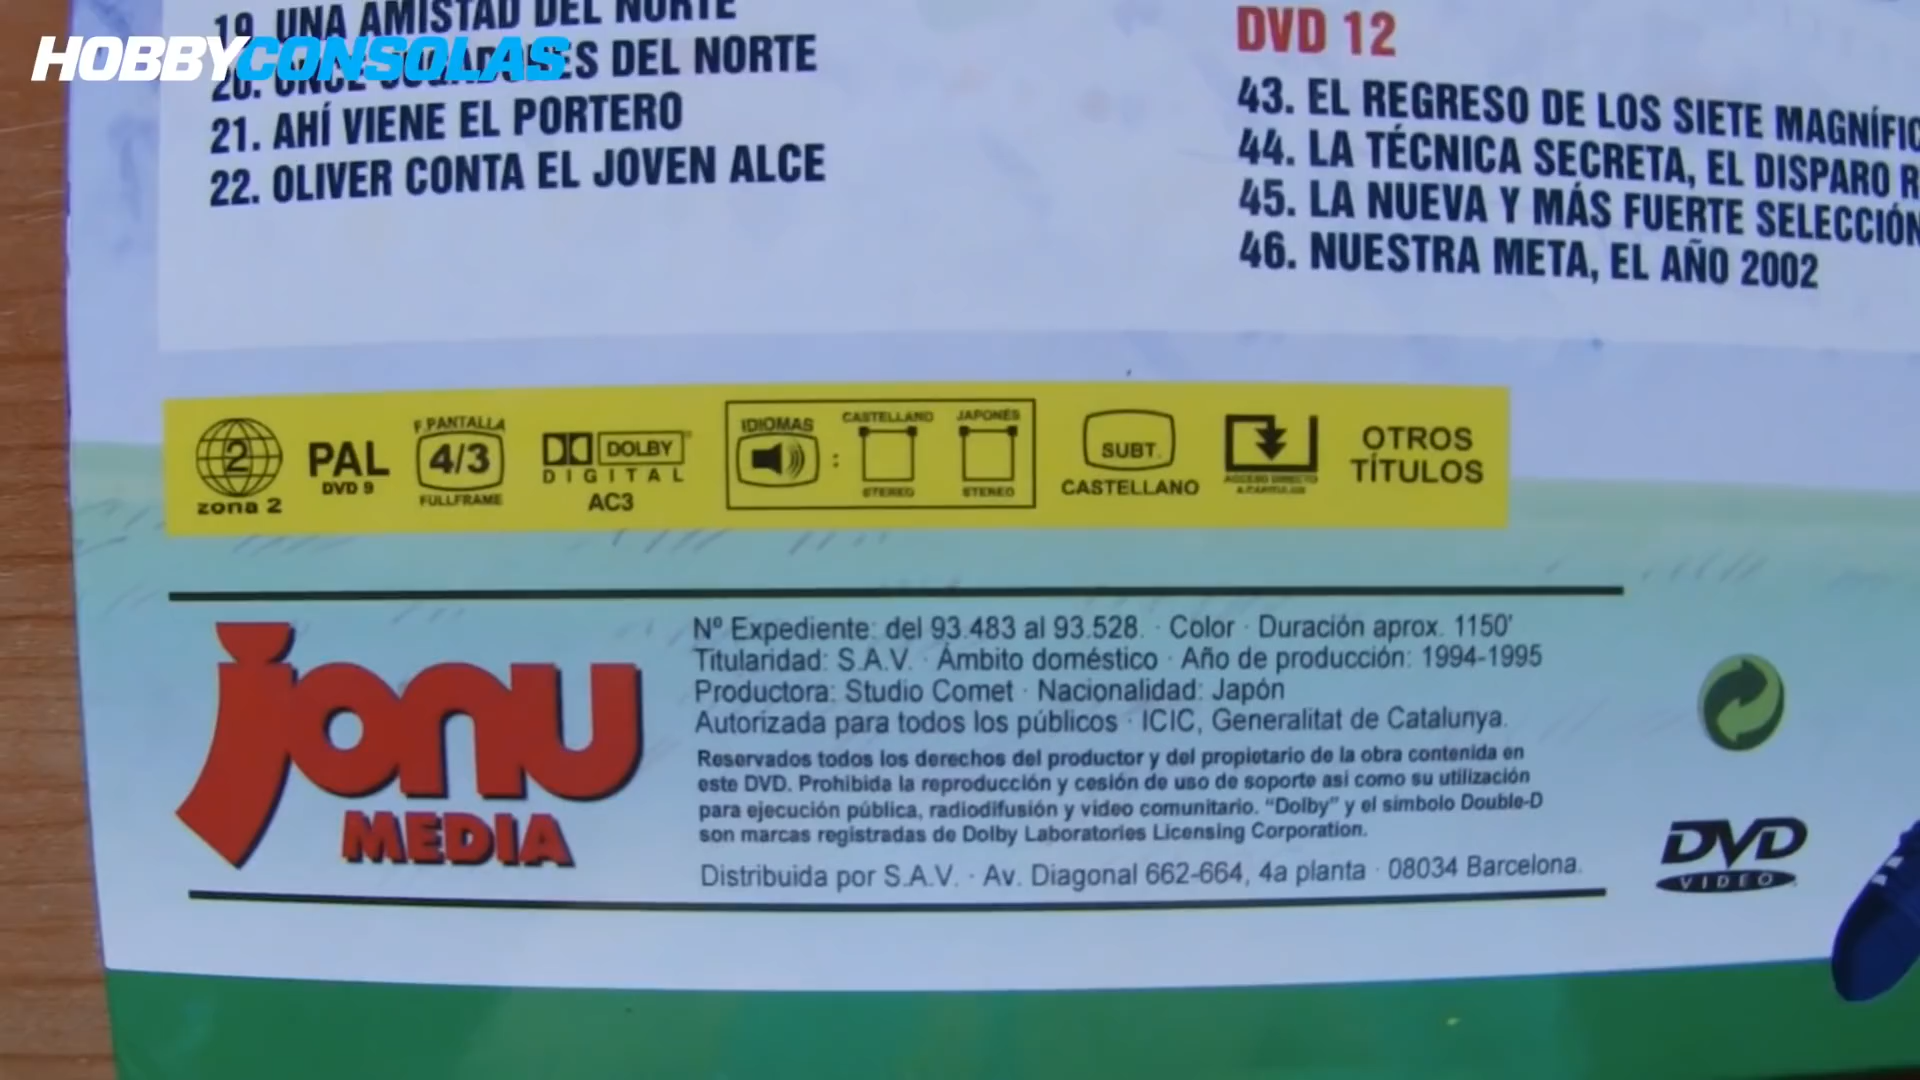 HOBBYCONSOLAS
19. UNA AMISTAD DEL NORTE
20. ONCE JUGADORES DEL NORTE
21. AHÍ VIENE EL PORTERO
22. OLIVER CONTA EL JOVEN ALCE
DVD 12
43. EL REGRESO DE LOS SIETE MAGNÍFIC
44. LA TÉCNICA SECRETA, EL DISPARO R
45. LA NUEVA Y MÁS FUERTE SELECCIÓN
46. NUESTRA META, EL AÑO 2002
2
zona 2
PAL
DVD 9
F.PANTALLA
4/3
FULLFRAME
DOLBY
DIGITAL
AC3
IDIOMAS
:
CASTELLANO
STEREO
JAPONÉS
STEREO
SUBT.
CASTELLANO
ACCESO DIRECTO
A CAPITULOS
OTROS
TÍTULOS
jonu
MEDIA
Nº Expediente: del 93.483 al 93.528. · Color · Duración aprox. 1150'
Titularidad: S.A.V. · Ámbito doméstico · Año de producción: 1994-1995
Productora: Studio Comet · Nacionalidad: Japón
Autorizada para todos los públicos · ICIC, Generalitat de Catalunya.
Reservados todos los derechos del productor y del propietario de la obra contenida en
este DVD. Prohibida la reproducción y cesión de uso de soporte así como su utilización
para ejecución pública, radiodifusión y video comunitario. “Dolby” y el símbolo Double-D
son marcas registradas de Dolby Laboratories Licensing Corporation.
Distribuida por S.A.V. · Av. Diagonal 662-664, 4a planta · 08034 Barcelona.
DVD
VIDEO